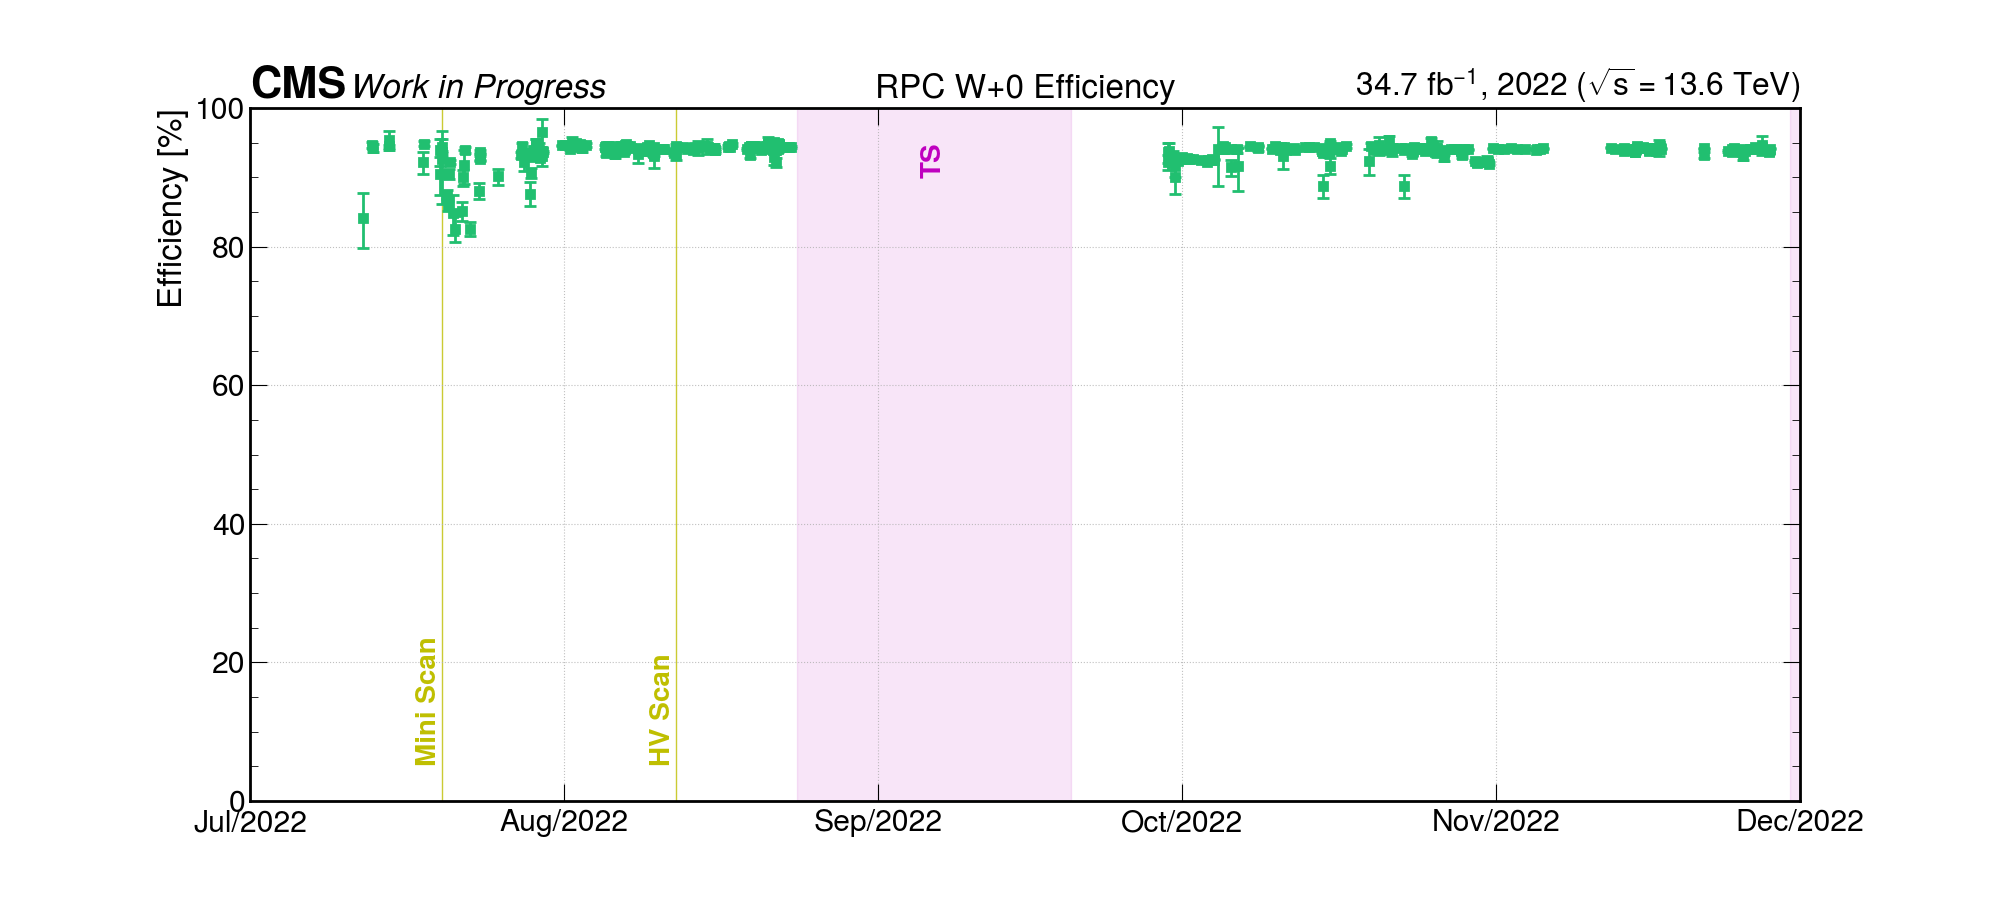 CMS Work in Progress
RPC W+0 Efficiency
34.7 fb⁻¹, 2022 (√s = 13.6 TeV)
Efficiency [%]
100
80
60
40
20
0
TS
Mini Scan
HV Scan
Jul/2022
Aug/2022
Sep/2022
Oct/2022
Nov/2022
Dec/2022